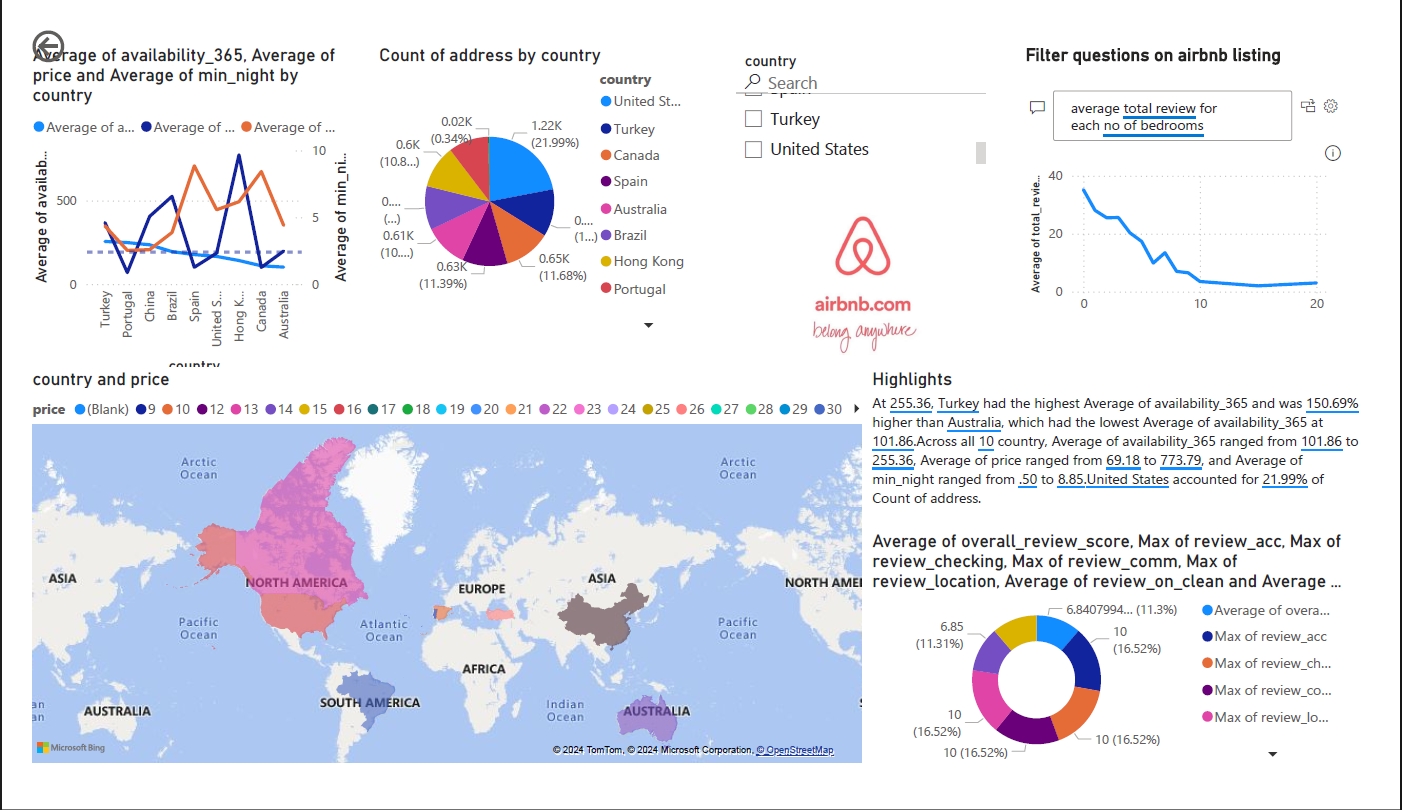 Average of availability_365, Average of
price and Average of min_night by
country
Average of a...
Average of ...
Average of ...
Average of availab...
Average of min_ni...
500
0
10
5
0
Turkey
Portugal
China
Brazil
Spain
United S...
Hong K...
Canada
Australia
country
Count of address by country
country
United St...
Turkey
Canada
Spain
Australia
Brazil
Hong Kong
Portugal
0.02K
(0.34%)
1.22K
(21.99%)
0....
(1...)
0.65K
(11.68%)
0.63K
(11.39%)
0.61K
(10....)
0....
(...)
0.6K
(10.8...)
country
Search
Spain
Turkey
United States
airbnb.com
belong anywhere
Filter questions on airbnb listing
average total review for
each no of bedrooms
Average of total_revie...
40
20
0
0
10
20
country and price
price
(Blank)
9
10
12
13
14
15
16
17
18
19
20
21
22
23
24
25
26
27
28
29
30
Arctic
Ocean
Arctic
Ocean
ASIA
NORTH AMERICA
EUROPE
ASIA
NORTH AMEI
Pacific
Ocean
Atlantic
Ocean
Pacific
Ocean
AFRICA
SOUTH AMERICA
Indian
Ocean
AUSTRALIA
AUSTRALIA
an
an
S
Microsoft Bing
© 2024 TomTom, © 2024 Microsoft Corporation, © OpenStreetMap
Highlights
At 255.36, Turkey had the highest Average of availability_365 and was 150.69%
higher than Australia, which had the lowest Average of availability_365 at
101.86.Across all 10 country, Average of availability_365 ranged from 101.86 to
255.36, Average of price ranged from 69.18 to 773.79, and Average of
min_night ranged from .50 to 8.85.United States accounted for 21.99% of
Count of address.
Average of overall_review_score, Max of review_acc, Max of
review_checking, Max of review_comm, Max of
review_location, Average of review_on_clean and Average ...
6.8407994... (11.3%)
10
(16.52%)
10 (16.52%)
10 (16.52%)
10
(16.52%)
6.85
(11.31%)
Average of overa...
Max of review_acc
Max of review_ch...
Max of review_co...
Max of review_lo...